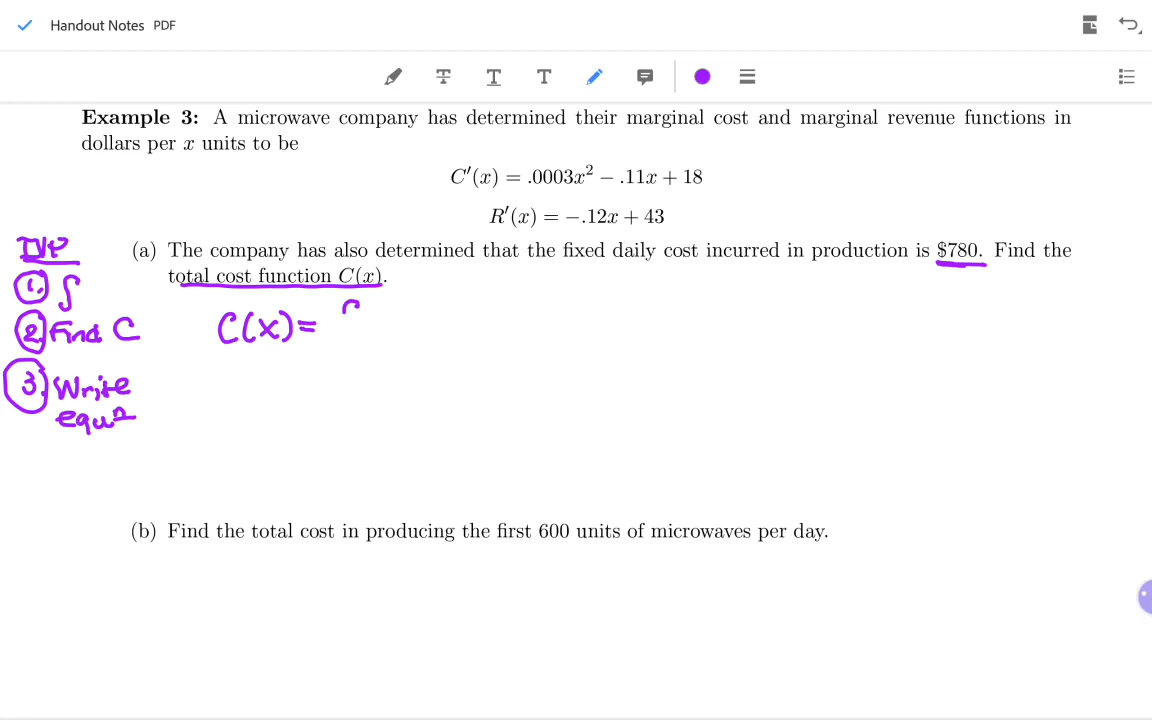 Handout Notes PDF
Example 3: A microwave company has determined their marginal cost and marginal revenue functions in
dollars per x units to be
C′(x) = .0003x² − .11x + 18
R′(x) = −.12x + 43
(a) The company has also determined that the fixed daily cost incurred in production is $780. Find the
total cost function C(x).
IVP
1. ∫
2. Find C
3. Write
equⁿ
C(x)=
(b) Find the total cost in producing the first 600 units of microwaves per day.